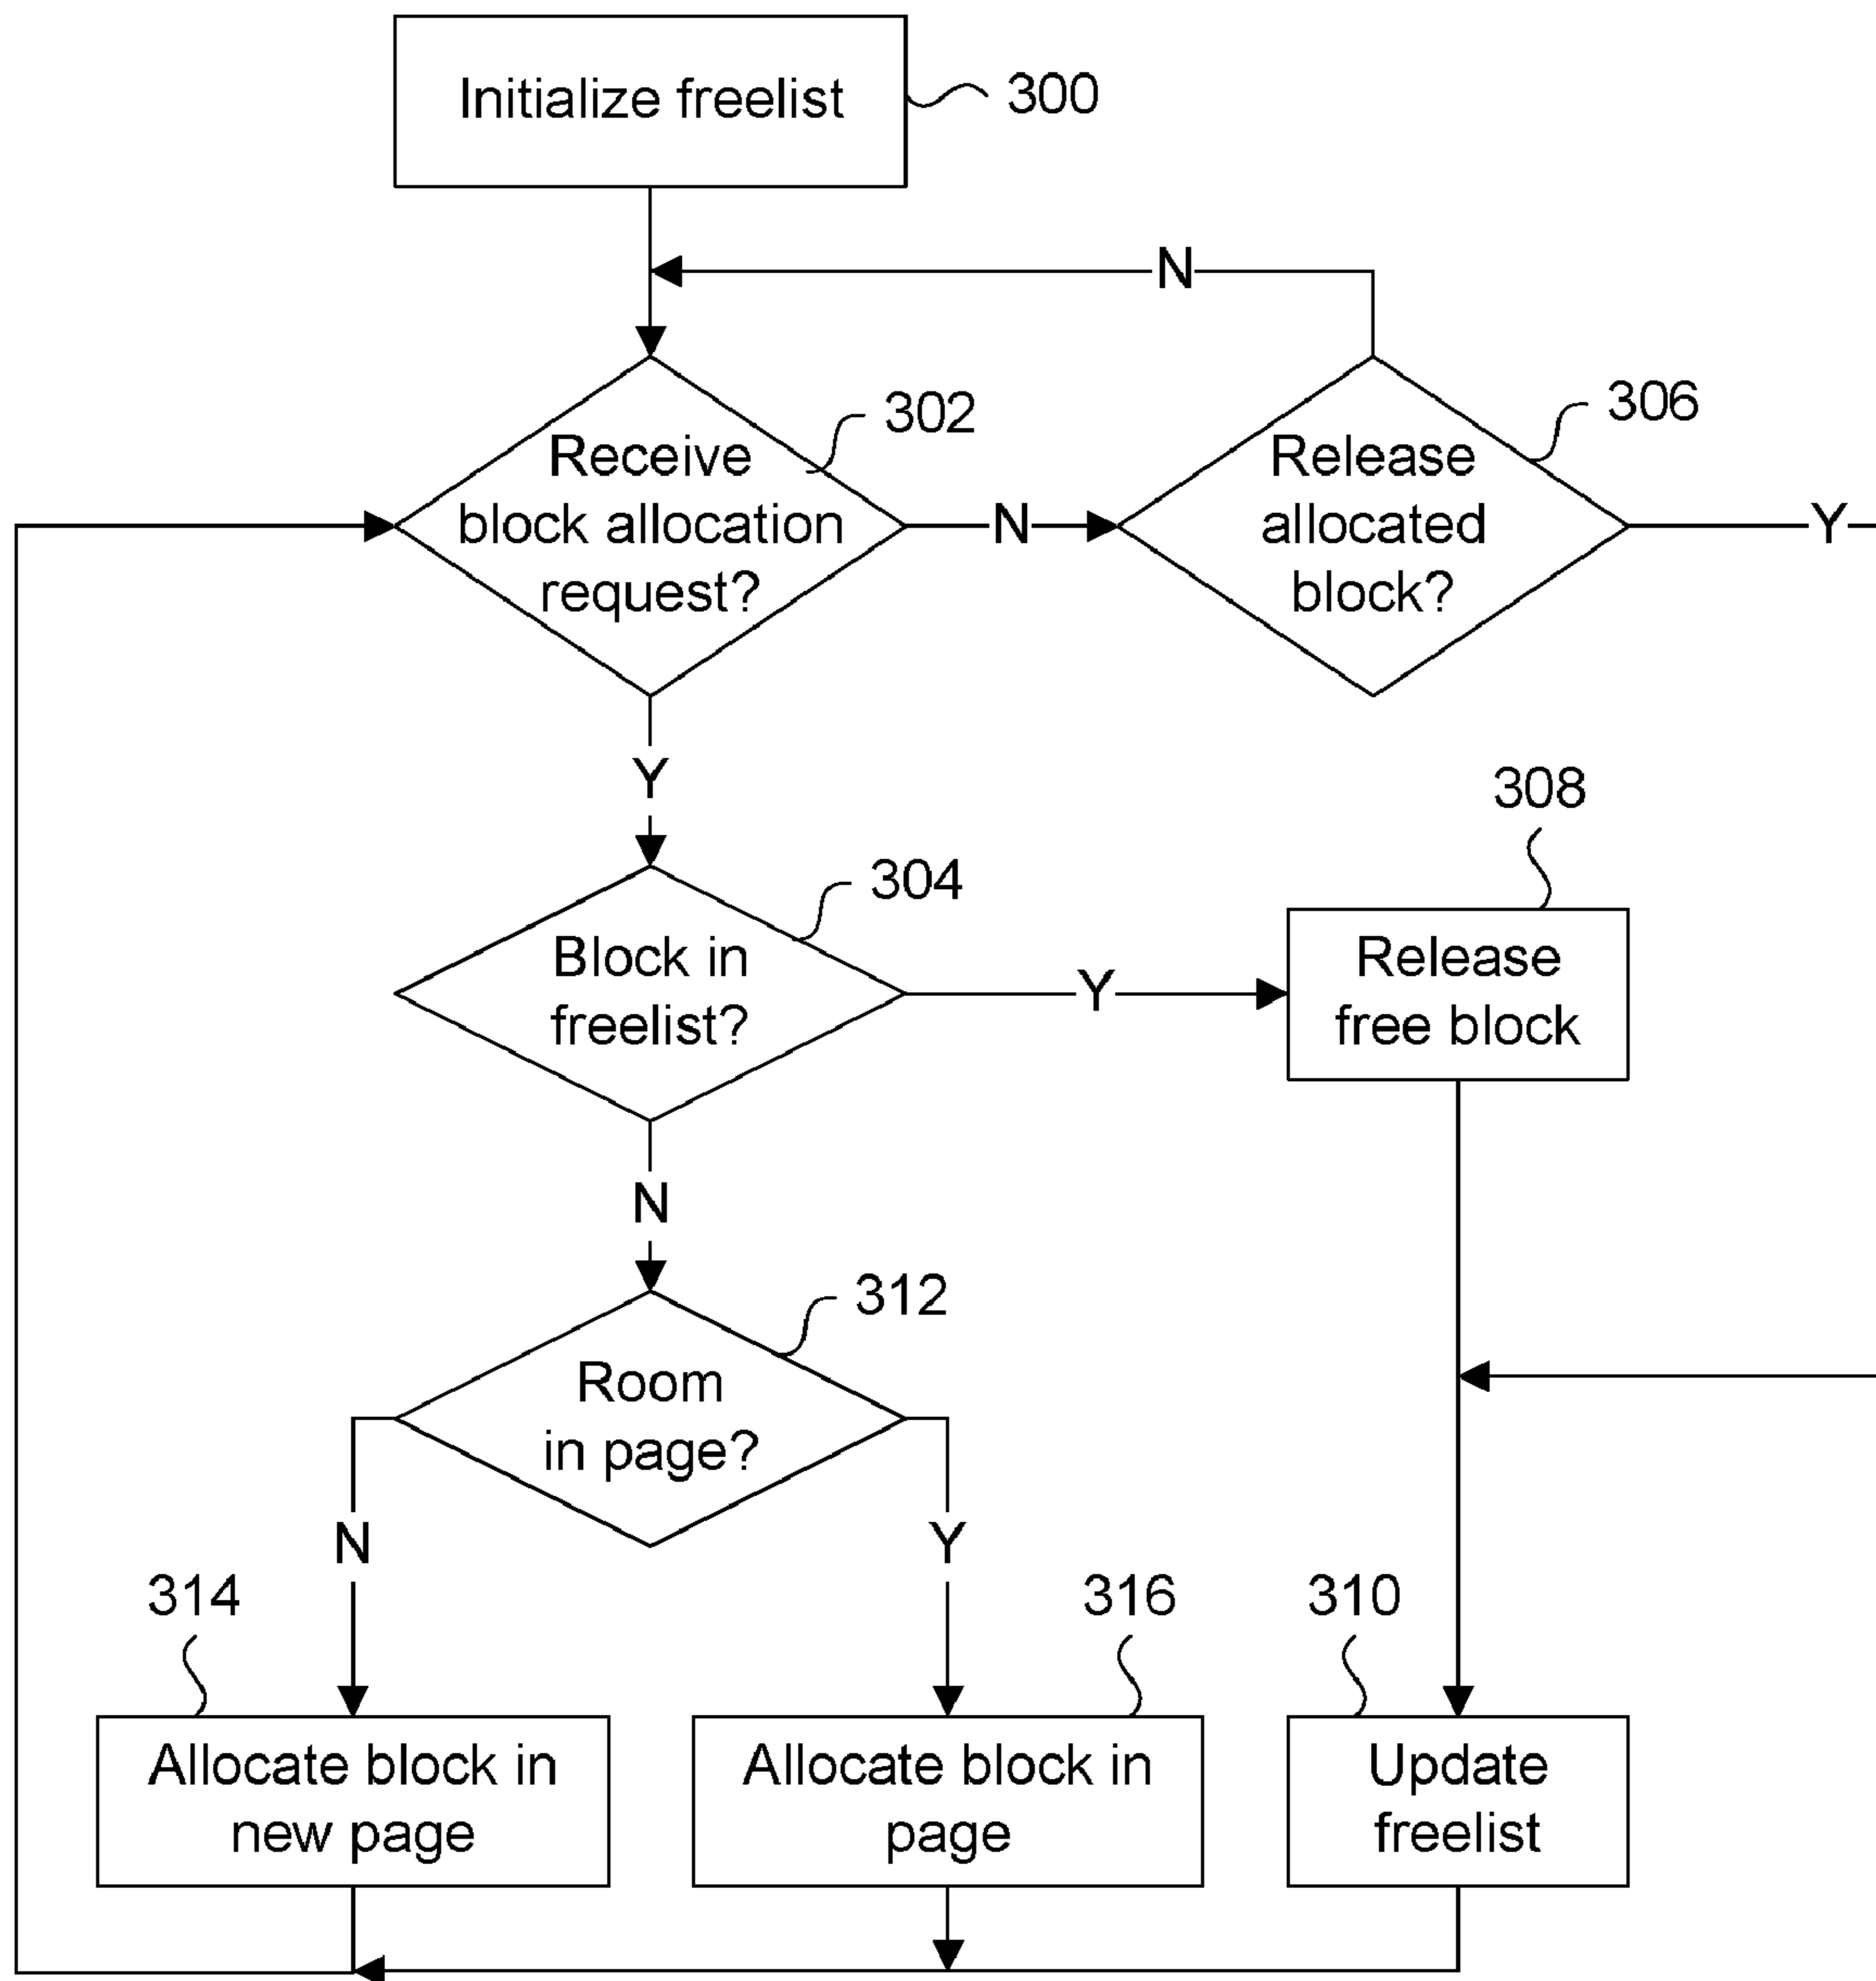 Initialize freelist
300
N
302
306
Receive
block allocation
request?
N
Release
allocated
block?
Y
Y
308
304
Block in
freelist?
Y
Release
free block
N
312
Room
in page?
N
Y
314
316
310
Allocate block in
new page
Allocate block in
page
Update
freelist